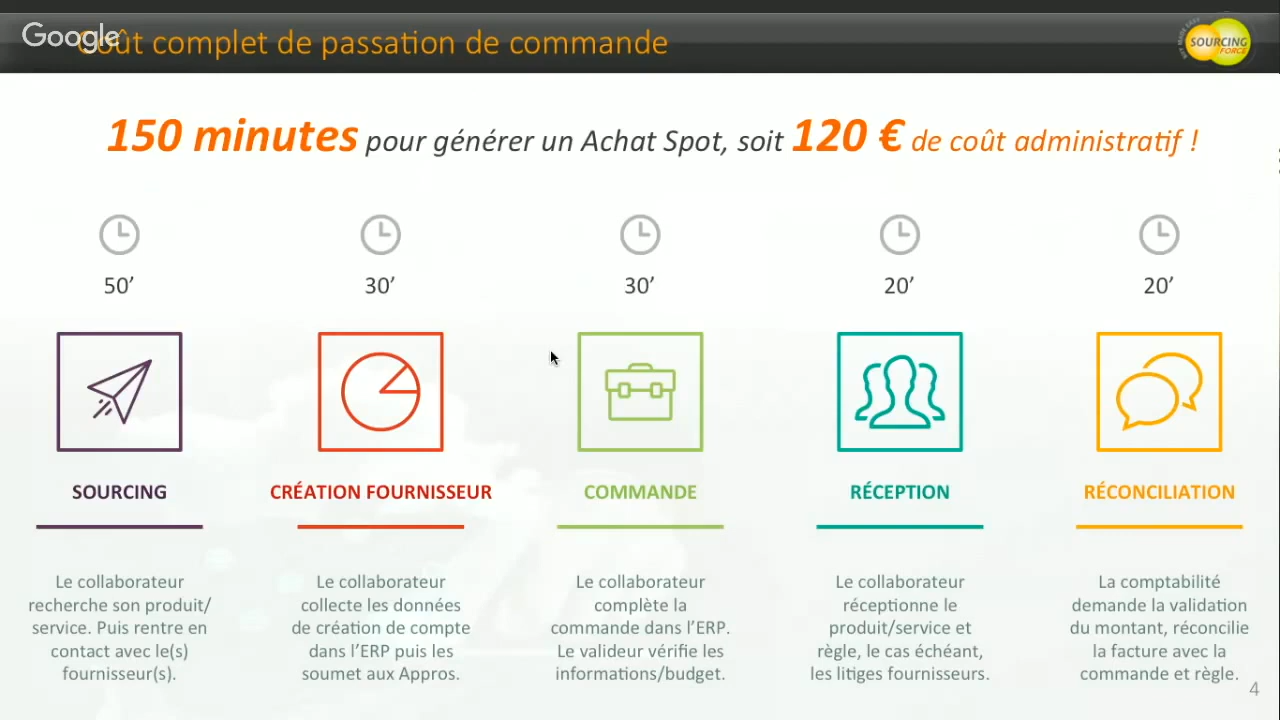 Google
Coût complet de passation de commande
SOURCING
FORCE
150 minutes pour générer un Achat Spot, soit 120 € de coût administratif !
50’
30’
30’
20’
20’
SOURCING
CRÉATION FOURNISSEUR
COMMANDE
RÉCEPTION
RÉCONCILIATION
Le collaborateur
recherche son produit/
service. Puis rentre en
contact avec le(s)
fournisseur(s).
Le collaborateur
collecte les données
de création de compte
dans l’ERP puis les
soumet aux Appros.
Le collaborateur
complète la
commande dans l’ERP.
Le valideur vérifie les
informations/budget.
Le collaborateur
réceptionne le
produit/service et
règle, le cas échéant,
les litiges fournisseurs.
La comptabilité
demande la validation
du montant, réconcilie
la facture avec la
commande et règle.
4